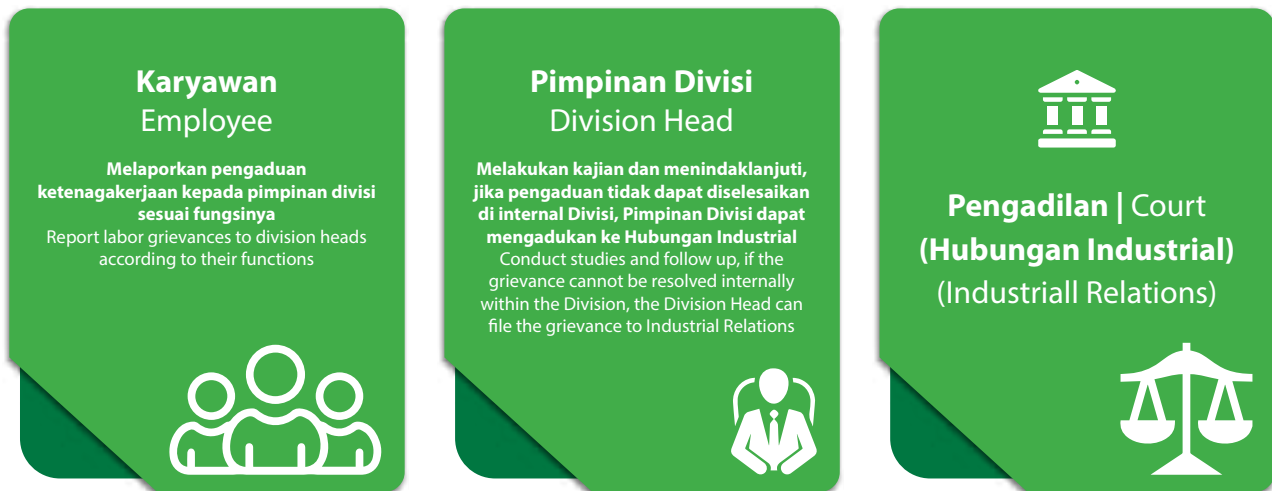 Karyawan
Employee
Melaporkan pengaduan
ketenagakerjaan kepada pimpinan divisi
sesuai fungsinya
Report labor grievances to division heads
according to their functions
Pimpinan Divisi
Division Head
Melakukan kajian dan menindaklanjuti,
jika pengaduan tidak dapat diselesaikan
di internal Divisi, Pimpinan Divisi dapat
mengadukan ke Hubungan Industrial
Conduct studies and follow up, if the
grievance cannot be resolved internally
within the Division, the Division Head can
file the grievance to Industrial Relations
Pengadilan | Court
(Hubungan Industrial)
(Industriall Relations)